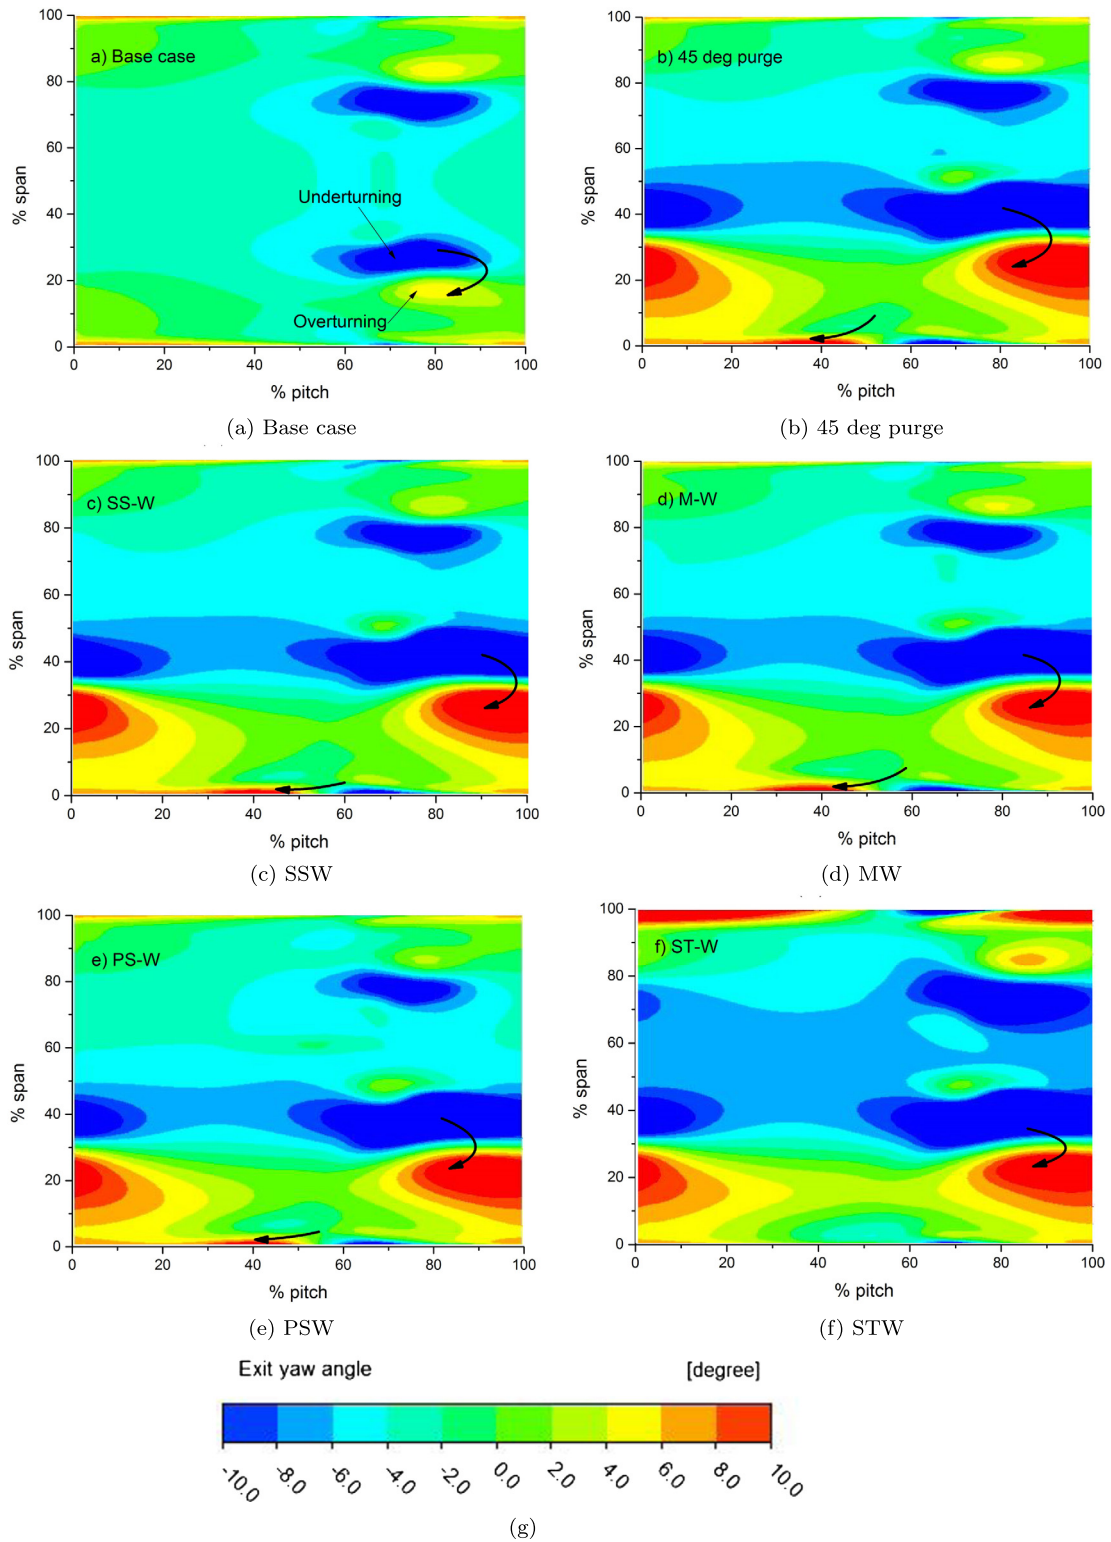 a) Base case
Underturning
Overturning
100
80
60
40
20
0
% span
0 20 40 60 80 100
% pitch
(a) Base case
b) 45 deg purge
100
80
60
40
20
0
% span
0 20 40 60 80 100
% pitch
(b) 45 deg purge
c) SS-W
100
80
60
40
20
0
% span
0 20 40 60 80 100
% pitch
(c) SSW
d) M-W
100
80
60
40
20
0
% span
0 20 40 60 80 100
% pitch
(d) MW
e) PS-W
100
80
60
40
20
0
% span
0 20 40 60 80 100
% pitch
(e) PSW
f) ST-W
100
80
60
40
20
0
% span
0 20 40 60 80 100
% pitch
(f) STW
Exit yaw angle [degree]
-10.0 -8.0 -6.0 -4.0 -2.0 0.0 2.0 4.0 6.0 8.0 10.0
(g)